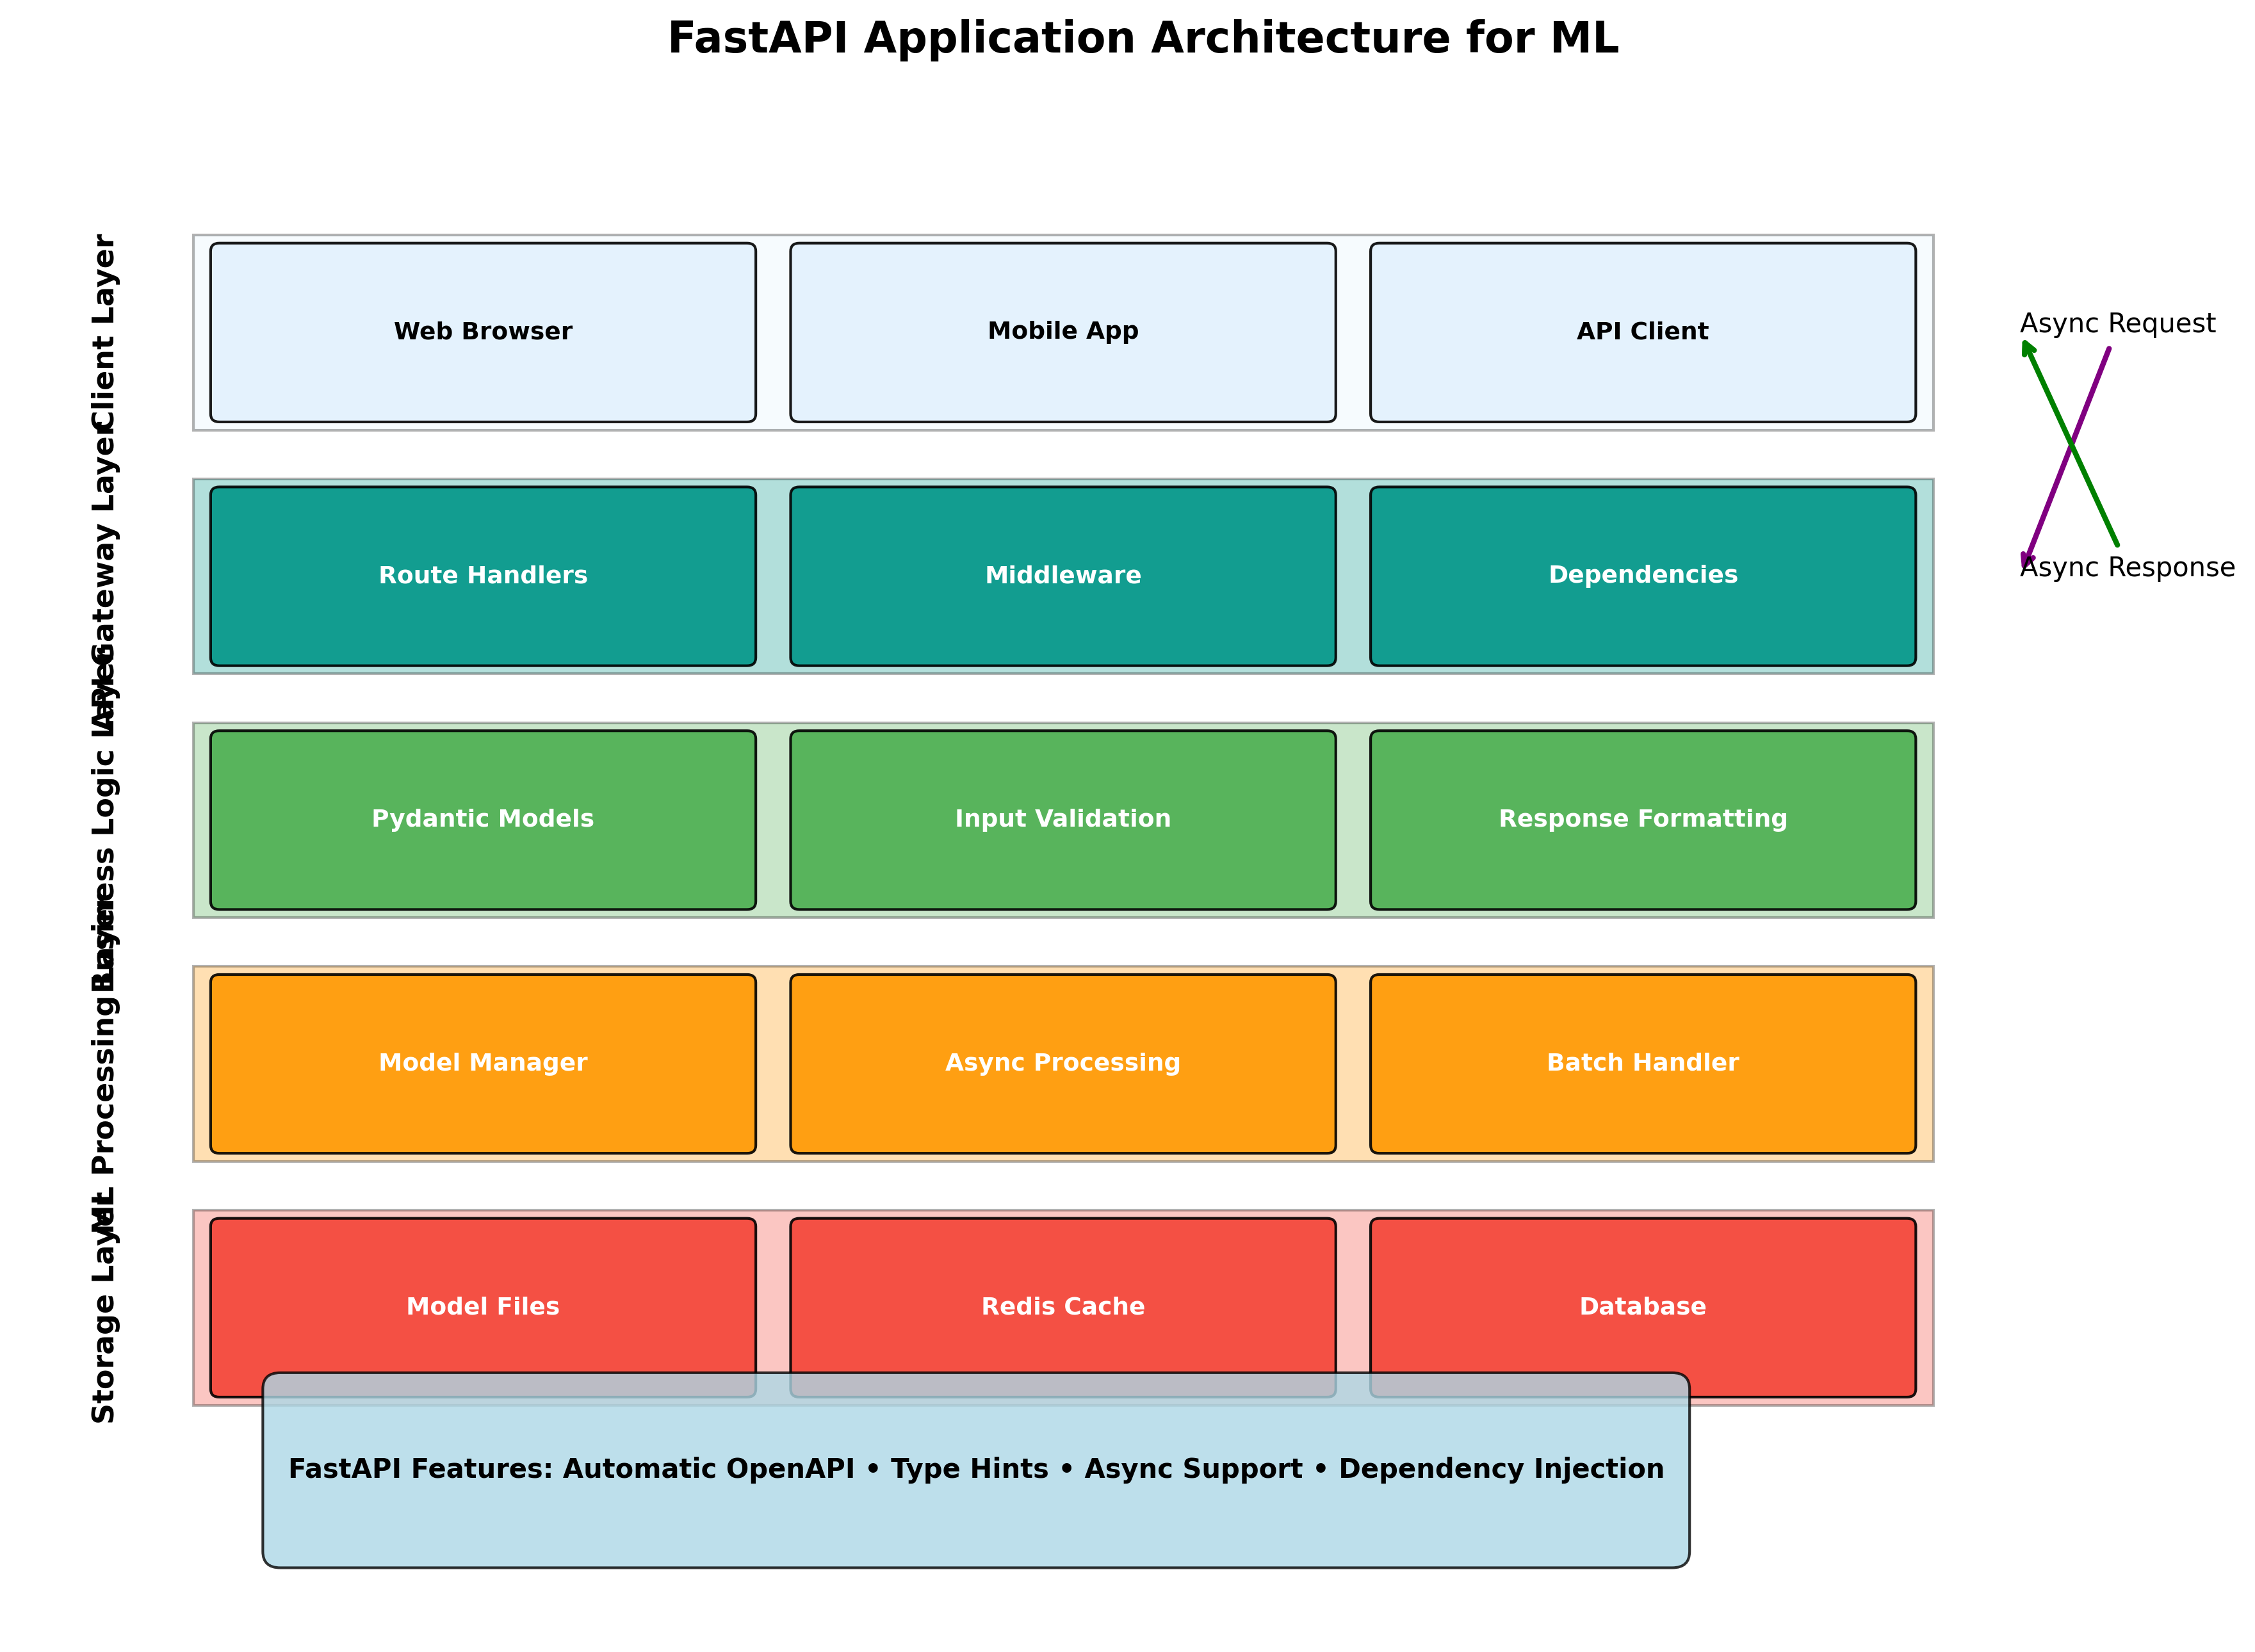 FastAPI Application Architecture for ML
Client Layer
Web Browser
Mobile App
API Client
Async Request
API Gateway Layer
Route Handlers
Middleware
Dependencies
Async Response
Business Logic Layer
Pydantic Models
Input Validation
Response Formatting
ML Processing Layer
Model Manager
Async Processing
Batch Handler
Storage Layer
Model Files
Redis Cache
Database
FastAPI Features: Automatic OpenAPI • Type Hints • Async Support • Dependency Injection